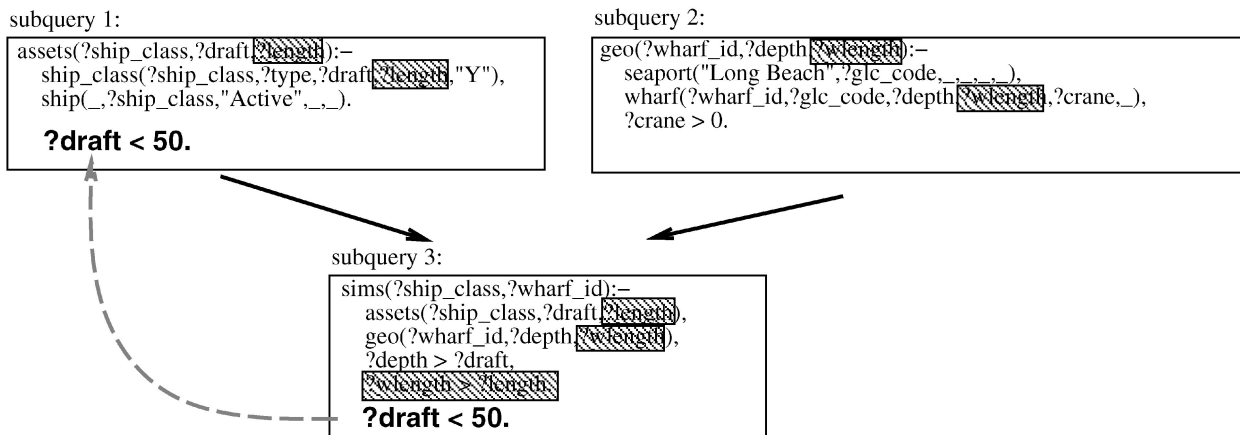 subquery 1:
assets(?ship_class,?draft,?length):−
ship_class(?ship_class,?type,?draft,?length,"Y"),
ship(_,?ship_class,"Active",_,_).
?draft < 50.
subquery 2:
geo(?wharf_id,?depth,?wlength):−
seaport("Long Beach",?glc_code,_,_,_,_),
wharf(?wharf_id,?glc_code,?depth,?wlength,?crane,_),
?crane > 0.
subquery 3:
sims(?ship_class,?wharf_id):−
assets(?ship_class,?draft,?length),
geo(?wharf_id,?depth,?wlength),
?depth > ?draft,
?wlength > ?length.
?draft < 50.